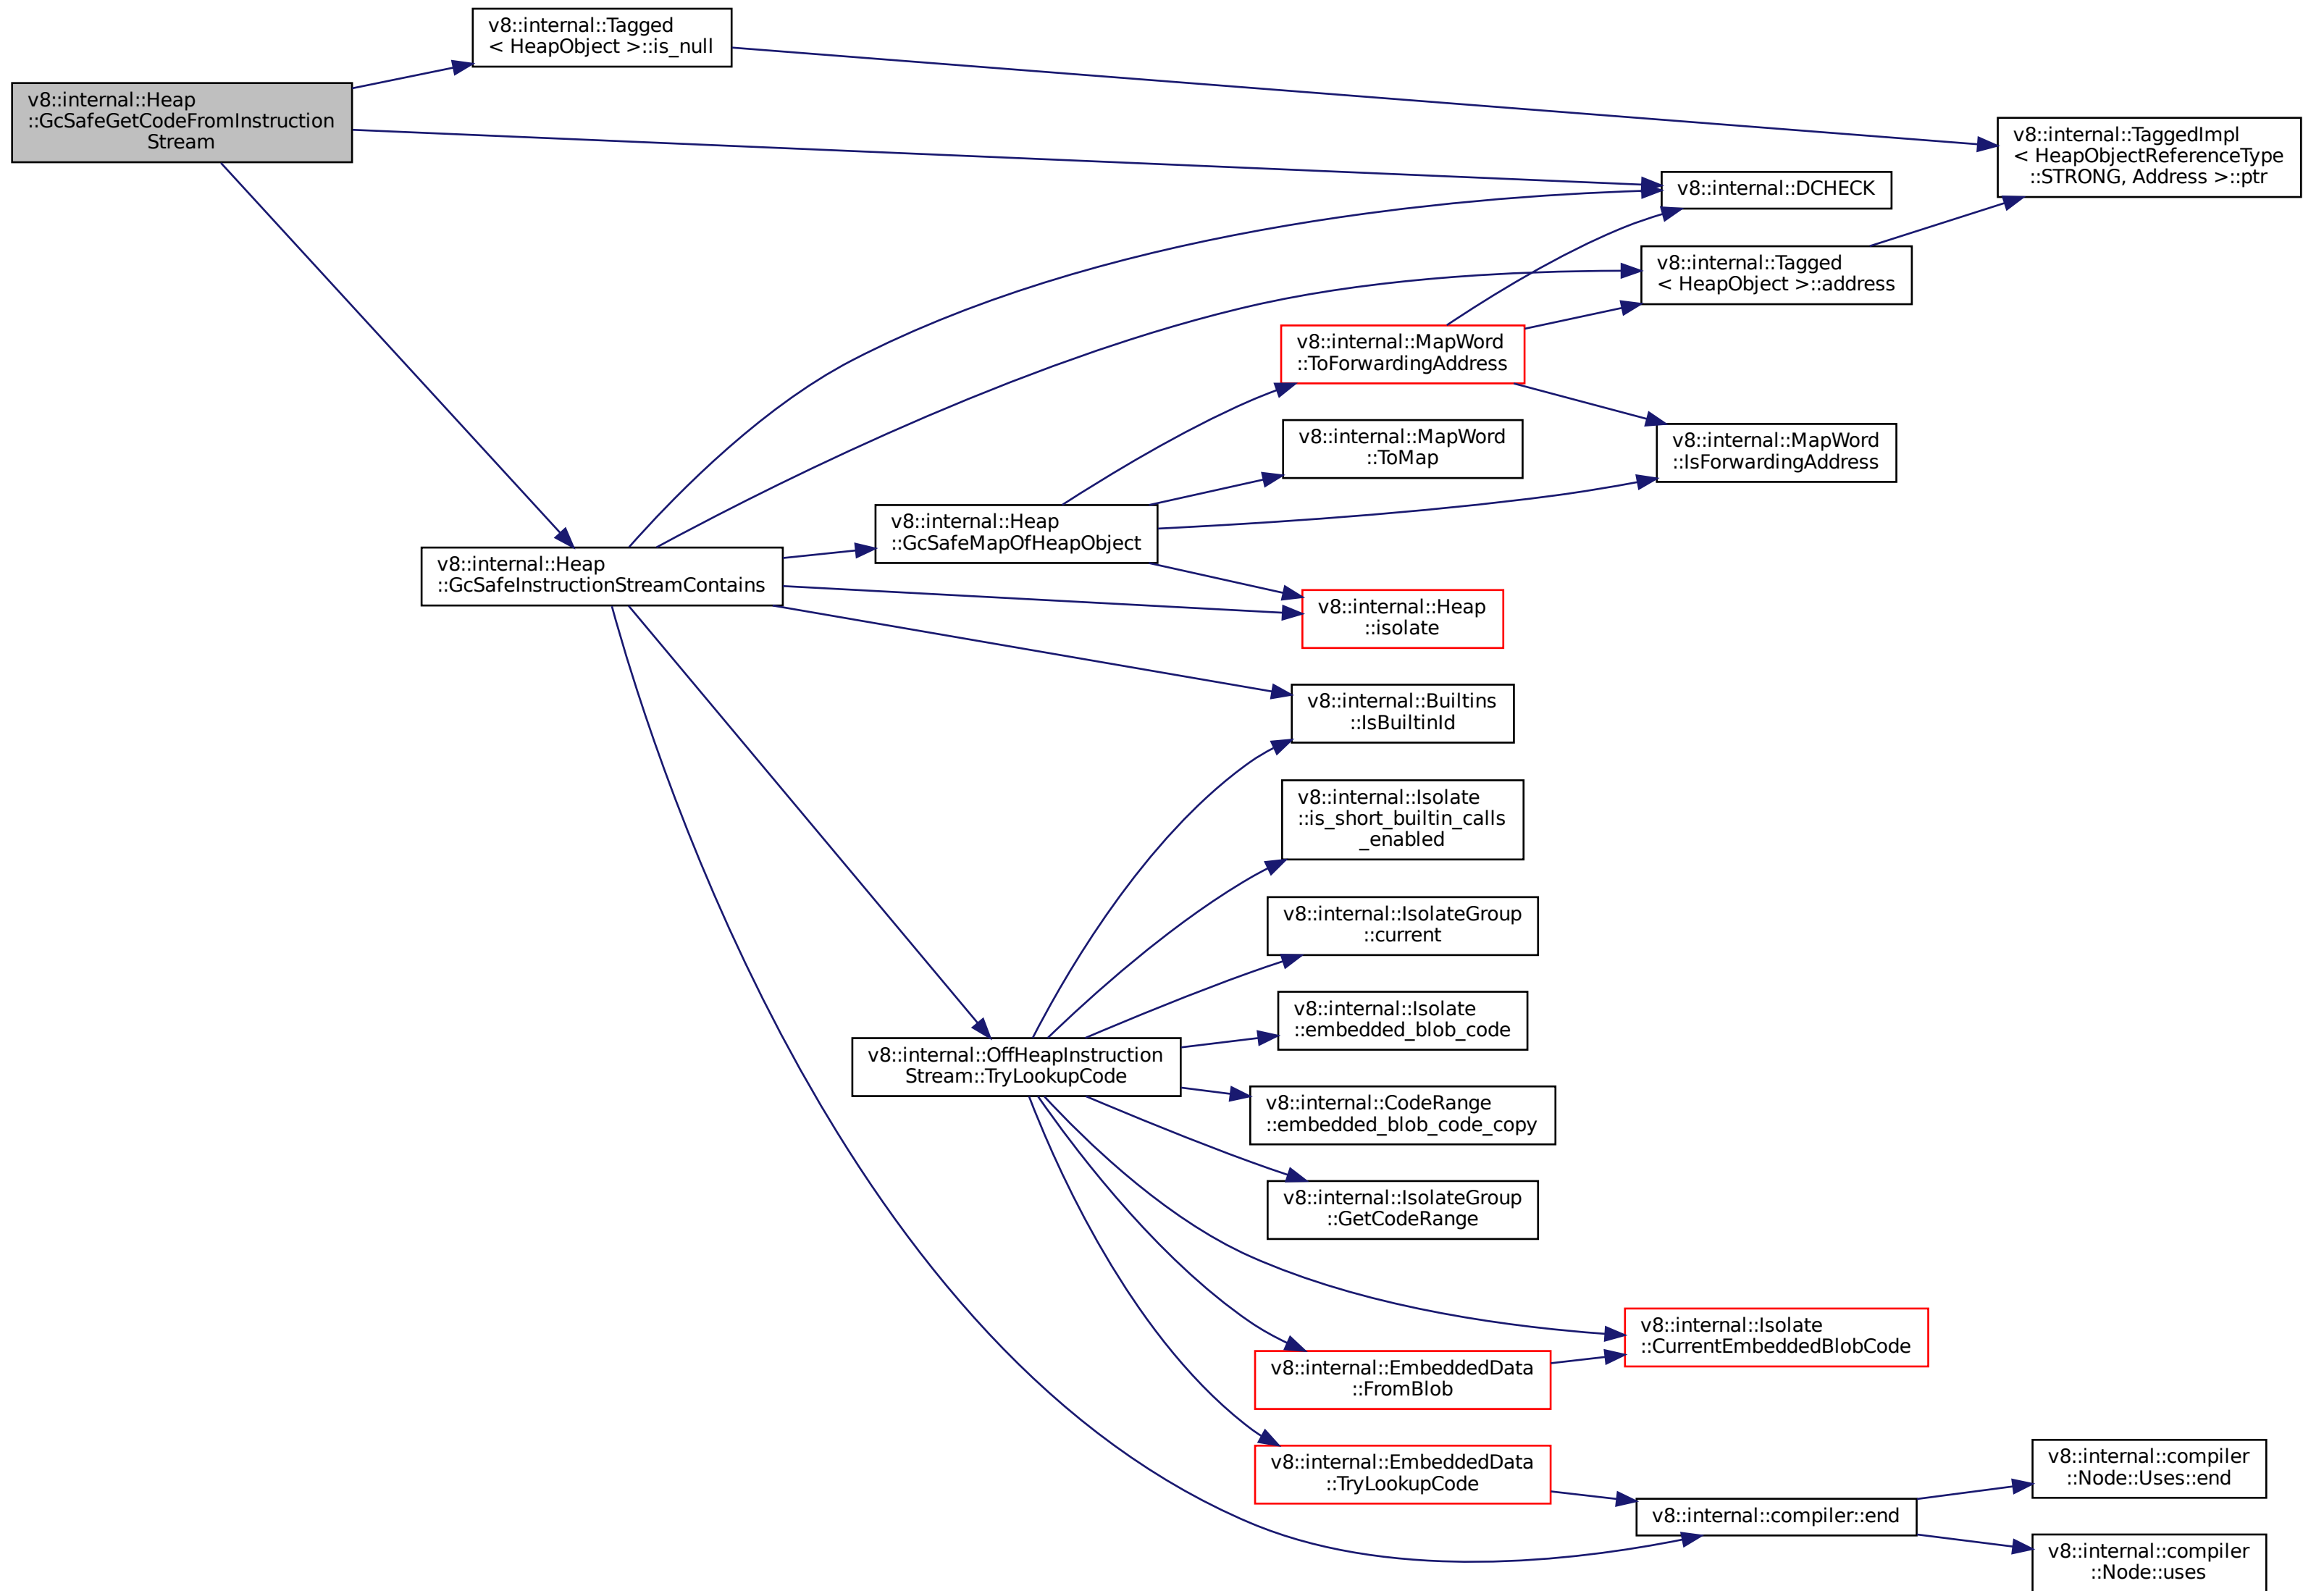 v8::internal::Tagged
< HeapObject >::is_null
v8::internal::Heap
::GcSafeGetCodeFromInstruction
Stream
v8::internal::TaggedImpl
< HeapObjectReferenceType
::STRONG, Address >::ptr
v8::internal::DCHECK
v8::internal::Tagged
< HeapObject >::address
v8::internal::MapWord
::ToForwardingAddress
v8::internal::MapWord
::ToMap
v8::internal::MapWord
::IsForwardingAddress
v8::internal::Heap
::GcSafeMapOfHeapObject
v8::internal::Heap
::GcSafeInstructionStreamContains
v8::internal::Heap
::isolate
v8::internal::Builtins
::IsBuiltinId
v8::internal::Isolate
::is_short_builtin_calls
_enabled
v8::internal::IsolateGroup
::current
v8::internal::Isolate
::embedded_blob_code
v8::internal::OffHeapInstruction
Stream::TryLookupCode
v8::internal::CodeRange
::embedded_blob_code_copy
v8::internal::IsolateGroup
::GetCodeRange
v8::internal::Isolate
::CurrentEmbeddedBlobCode
v8::internal::EmbeddedData
::FromBlob
v8::internal::EmbeddedData
::TryLookupCode
v8::internal::compiler
::Node::Uses::end
v8::internal::compiler::end
v8::internal::compiler
::Node::uses